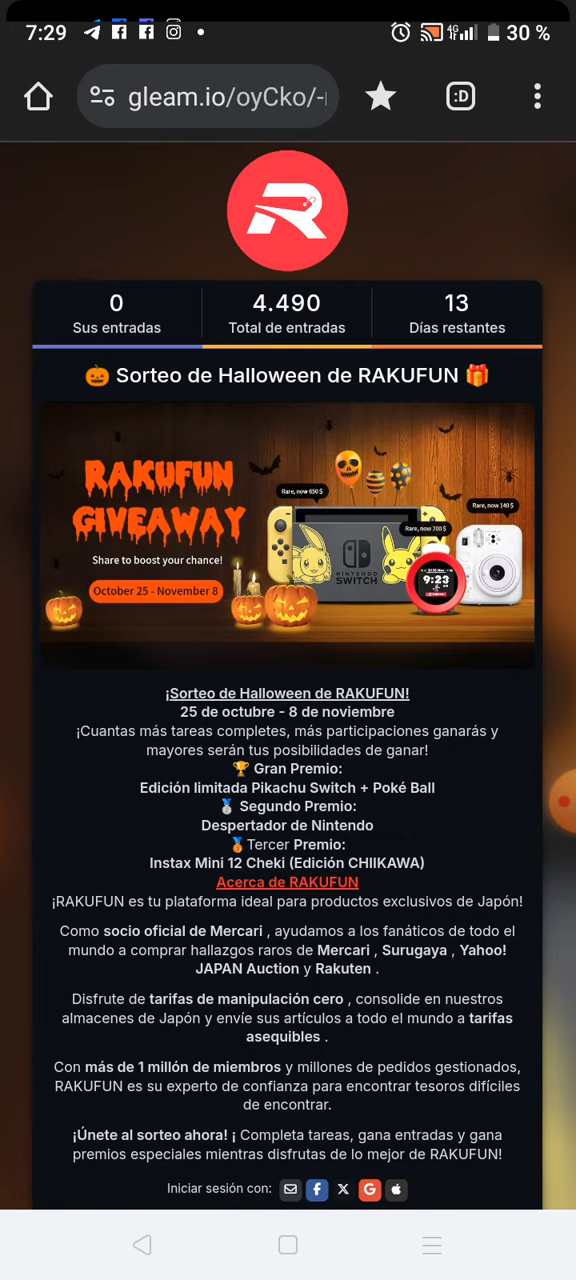 7:29
4G
30 %
gleam.io/oyCko/-
:D
R
0
4.490
13
Sus entradas
Total de entradas
Días restantes
🎃 Sorteo de Halloween de RAKUFUN 🎁
RAKUFUN
GIVEAWAY
Share to boost your chance!
October 25 - November 8
Rare, now 650 $
Rare, now 200 $
Rare, now 140 $
NINTENDO
SWITCH
9:23
¡Sorteo de Halloween de RAKUFUN!
25 de octubre - 8 de noviembre
¡Cuantas más tareas completes, más participaciones ganarás y
mayores serán tus posibilidades de ganar!
🏆 Gran Premio:
Edición limitada Pikachu Switch + Poké Ball
🥈 Segundo Premio:
Despertador de Nintendo
🥉Tercer Premio:
Instax Mini 12 Cheki (Edición CHIIKAWA)
Acerca de RAKUFUN
¡RAKUFUN es tu plataforma ideal para productos exclusivos de Japón!
Como socio oficial de Mercari , ayudamos a los fanáticos de todo el
mundo a comprar hallazgos raros de Mercari , Surugaya , Yahoo!
JAPAN Auction y Rakuten .
Disfrute de tarifas de manipulación cero , consolide en nuestros
almacenes de Japón y envíe sus artículos a todo el mundo a tarifas
asequibles .
Con más de 1 millón de miembros y millones de pedidos gestionados,
RAKUFUN es su experto de confianza para encontrar tesoros difíciles
de encontrar.
¡Únete al sorteo ahora! ¡ Completa tareas, gana entradas y gana
premios especiales mientras disfrutas de lo mejor de RAKUFUN!
Iniciar sesión con: